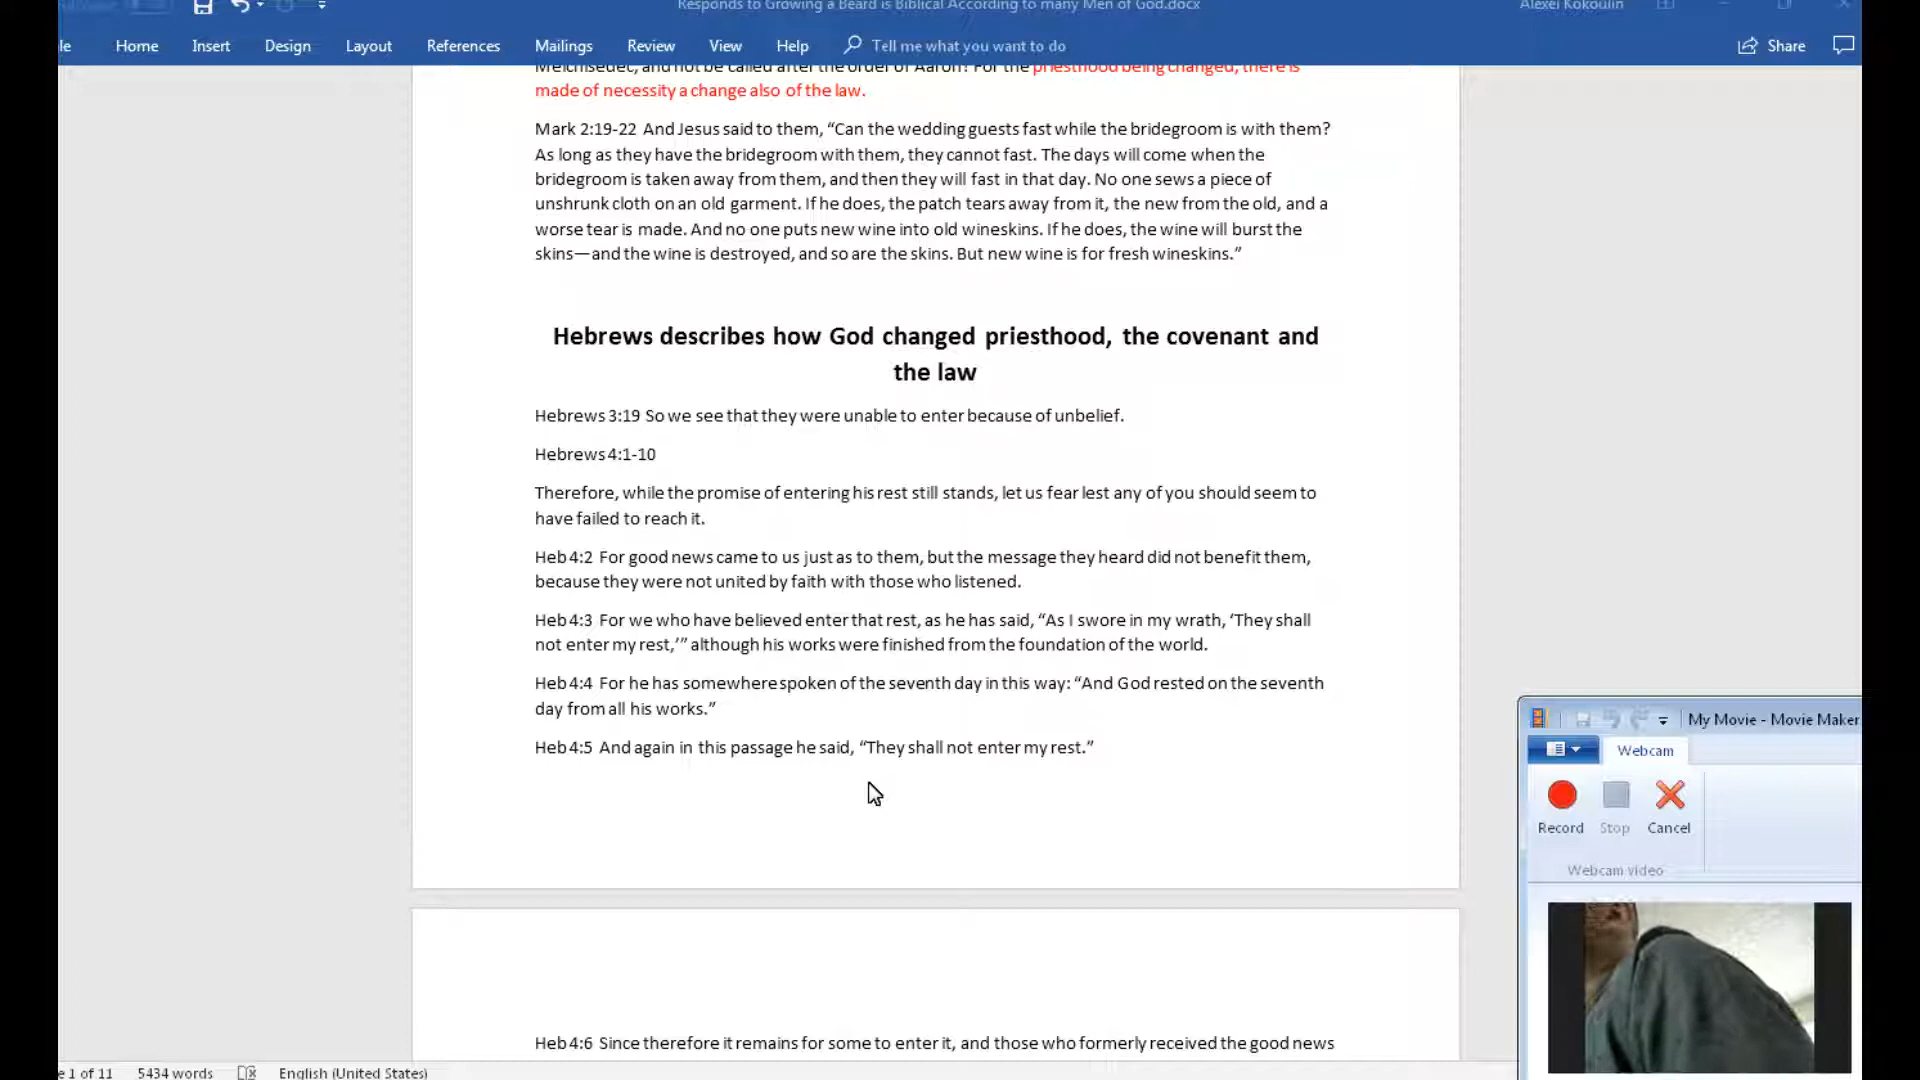 Responds to Growing a Beard is Biblical According to many Men of God.docx
Alexei Kokoulin
le Home Insert Design Layout References Mailings Review View Help Tell me what you want to do Share
Melchisedec, and not be called after the order of Aaron? For the priesthood being changed, there is
made of necessity a change also of the law.
Mark 2:19-22 And Jesus said to them, “Can the wedding guests fast while the bridegroom is with them?
As long as they have the bridegroom with them, they cannot fast. The days will come when the
bridegroom is taken away from them, and then they will fast in that day. No one sews a piece of
unshrunk cloth on an old garment. If he does, the patch tears away from it, the new from the old, and a
worse tear is made. And no one puts new wine into old wineskins. If he does, the wine will burst the
skins—and the wine is destroyed, and so are the skins. But new wine is for fresh wineskins.”
Hebrews describes how God changed priesthood, the covenant and
the law
Hebrews 3:19 So we see that they were unable to enter because of unbelief.
Hebrews 4:1-10
Therefore, while the promise of entering his rest still stands, let us fear lest any of you should seem to
have failed to reach it.
Heb 4:2 For good news came to us just as to them, but the message they heard did not benefit them,
because they were not united by faith with those who listened.
Heb 4:3 For we who have believed enter that rest, as he has said, “As I swore in my wrath, ‘They shall
not enter my rest,’” although his works were finished from the foundation of the world.
Heb 4:4 For he has somewhere spoken of the seventh day in this way: “And God rested on the seventh
day from all his works.”
Heb 4:5 And again in this passage he said, “They shall not enter my rest.”
Heb 4:6 Since therefore it remains for some to enter it, and those who formerly received the good news
My Movie - Movie Maker
Webcam
Record Stop Cancel
Webcam video
e 1 of 11 5434 words English (United States)